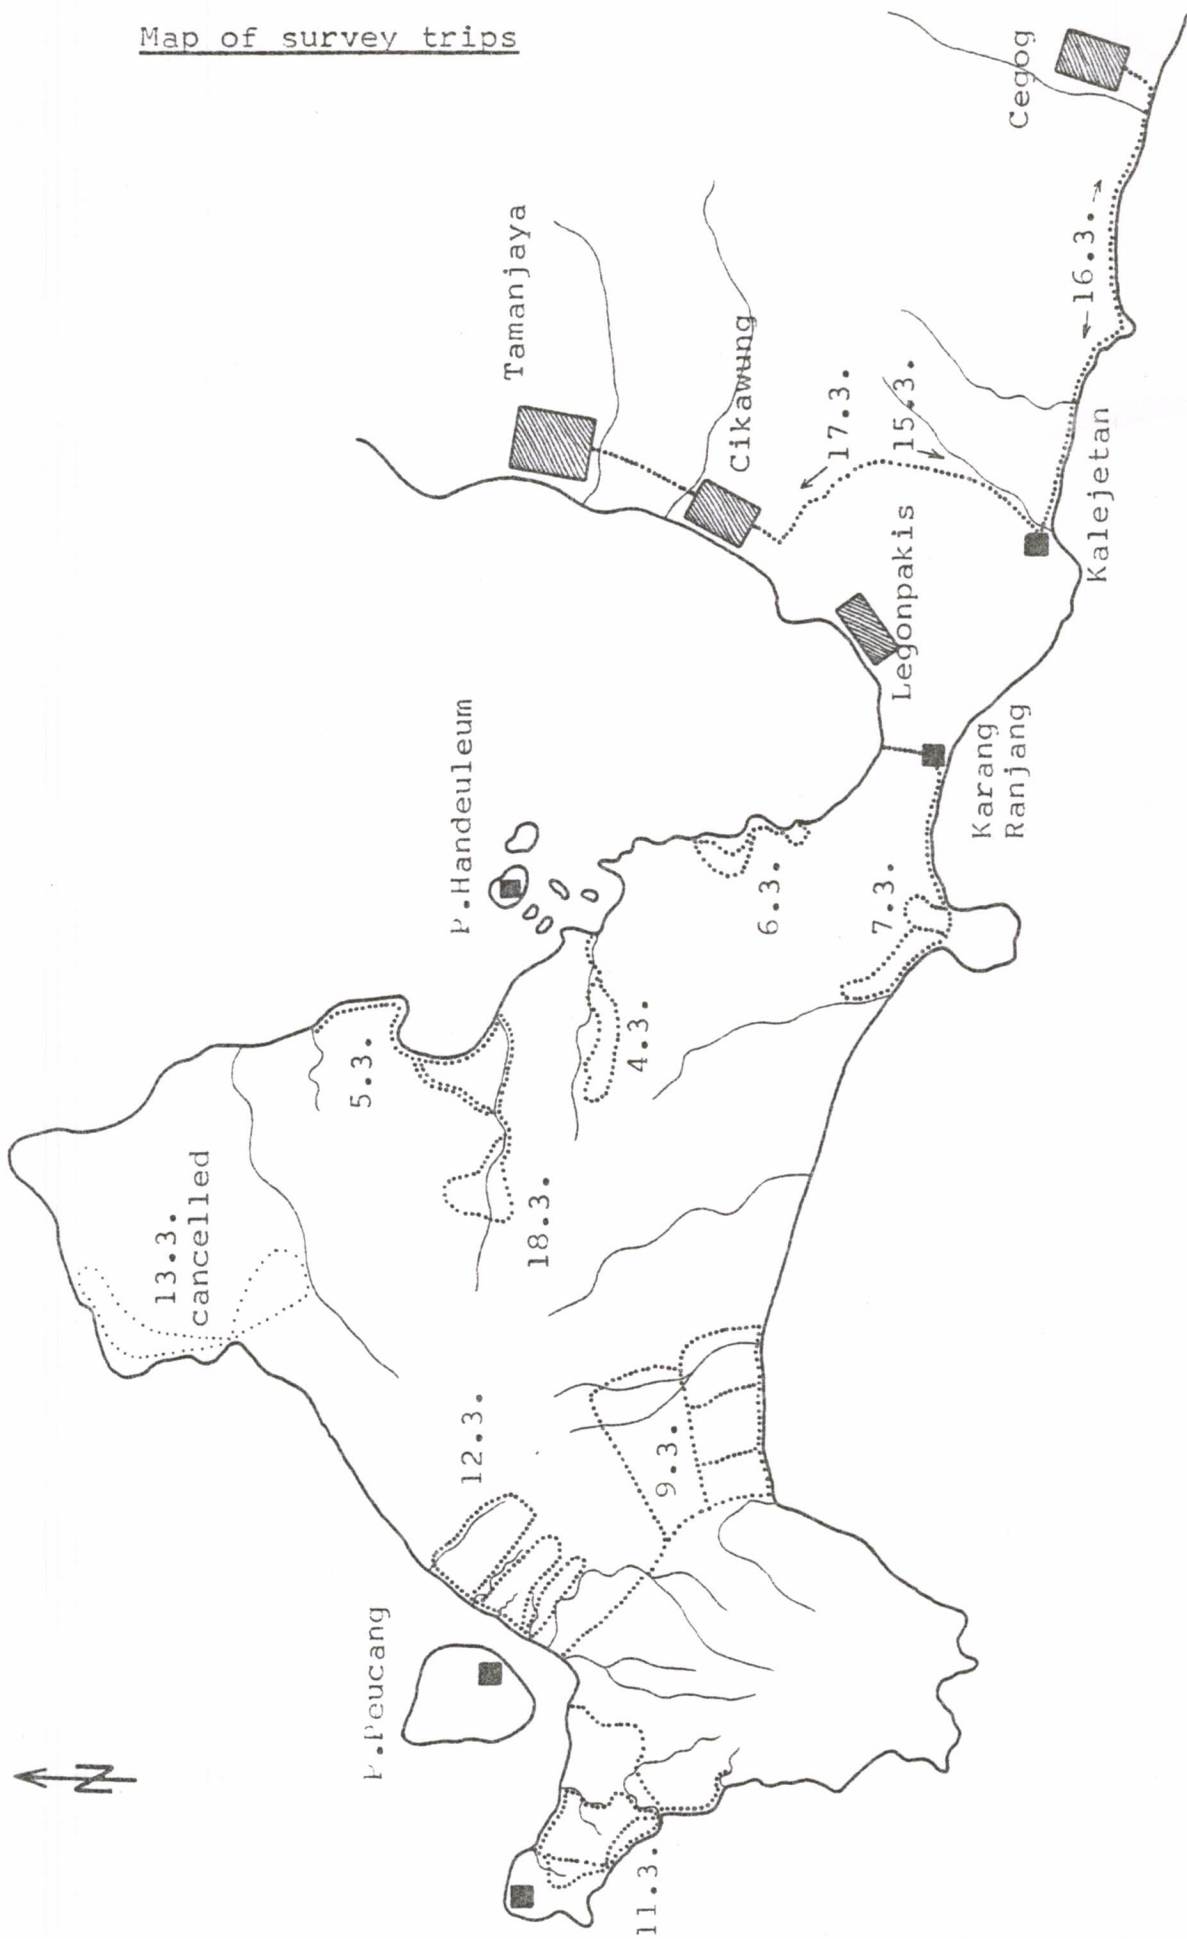 Map of survey trips
Cegog
Tamanjaya
Cikawung
16.3.
17.3.
15.3.
Legonpakis
Kalejetan
P.Handeuleum
Karang
Ranjang
6.3.
7.3.
5.3.
4.3.
13.3.
cancelled
18.3.
12.3.
9.3.
P.Peucang
11.3.
N